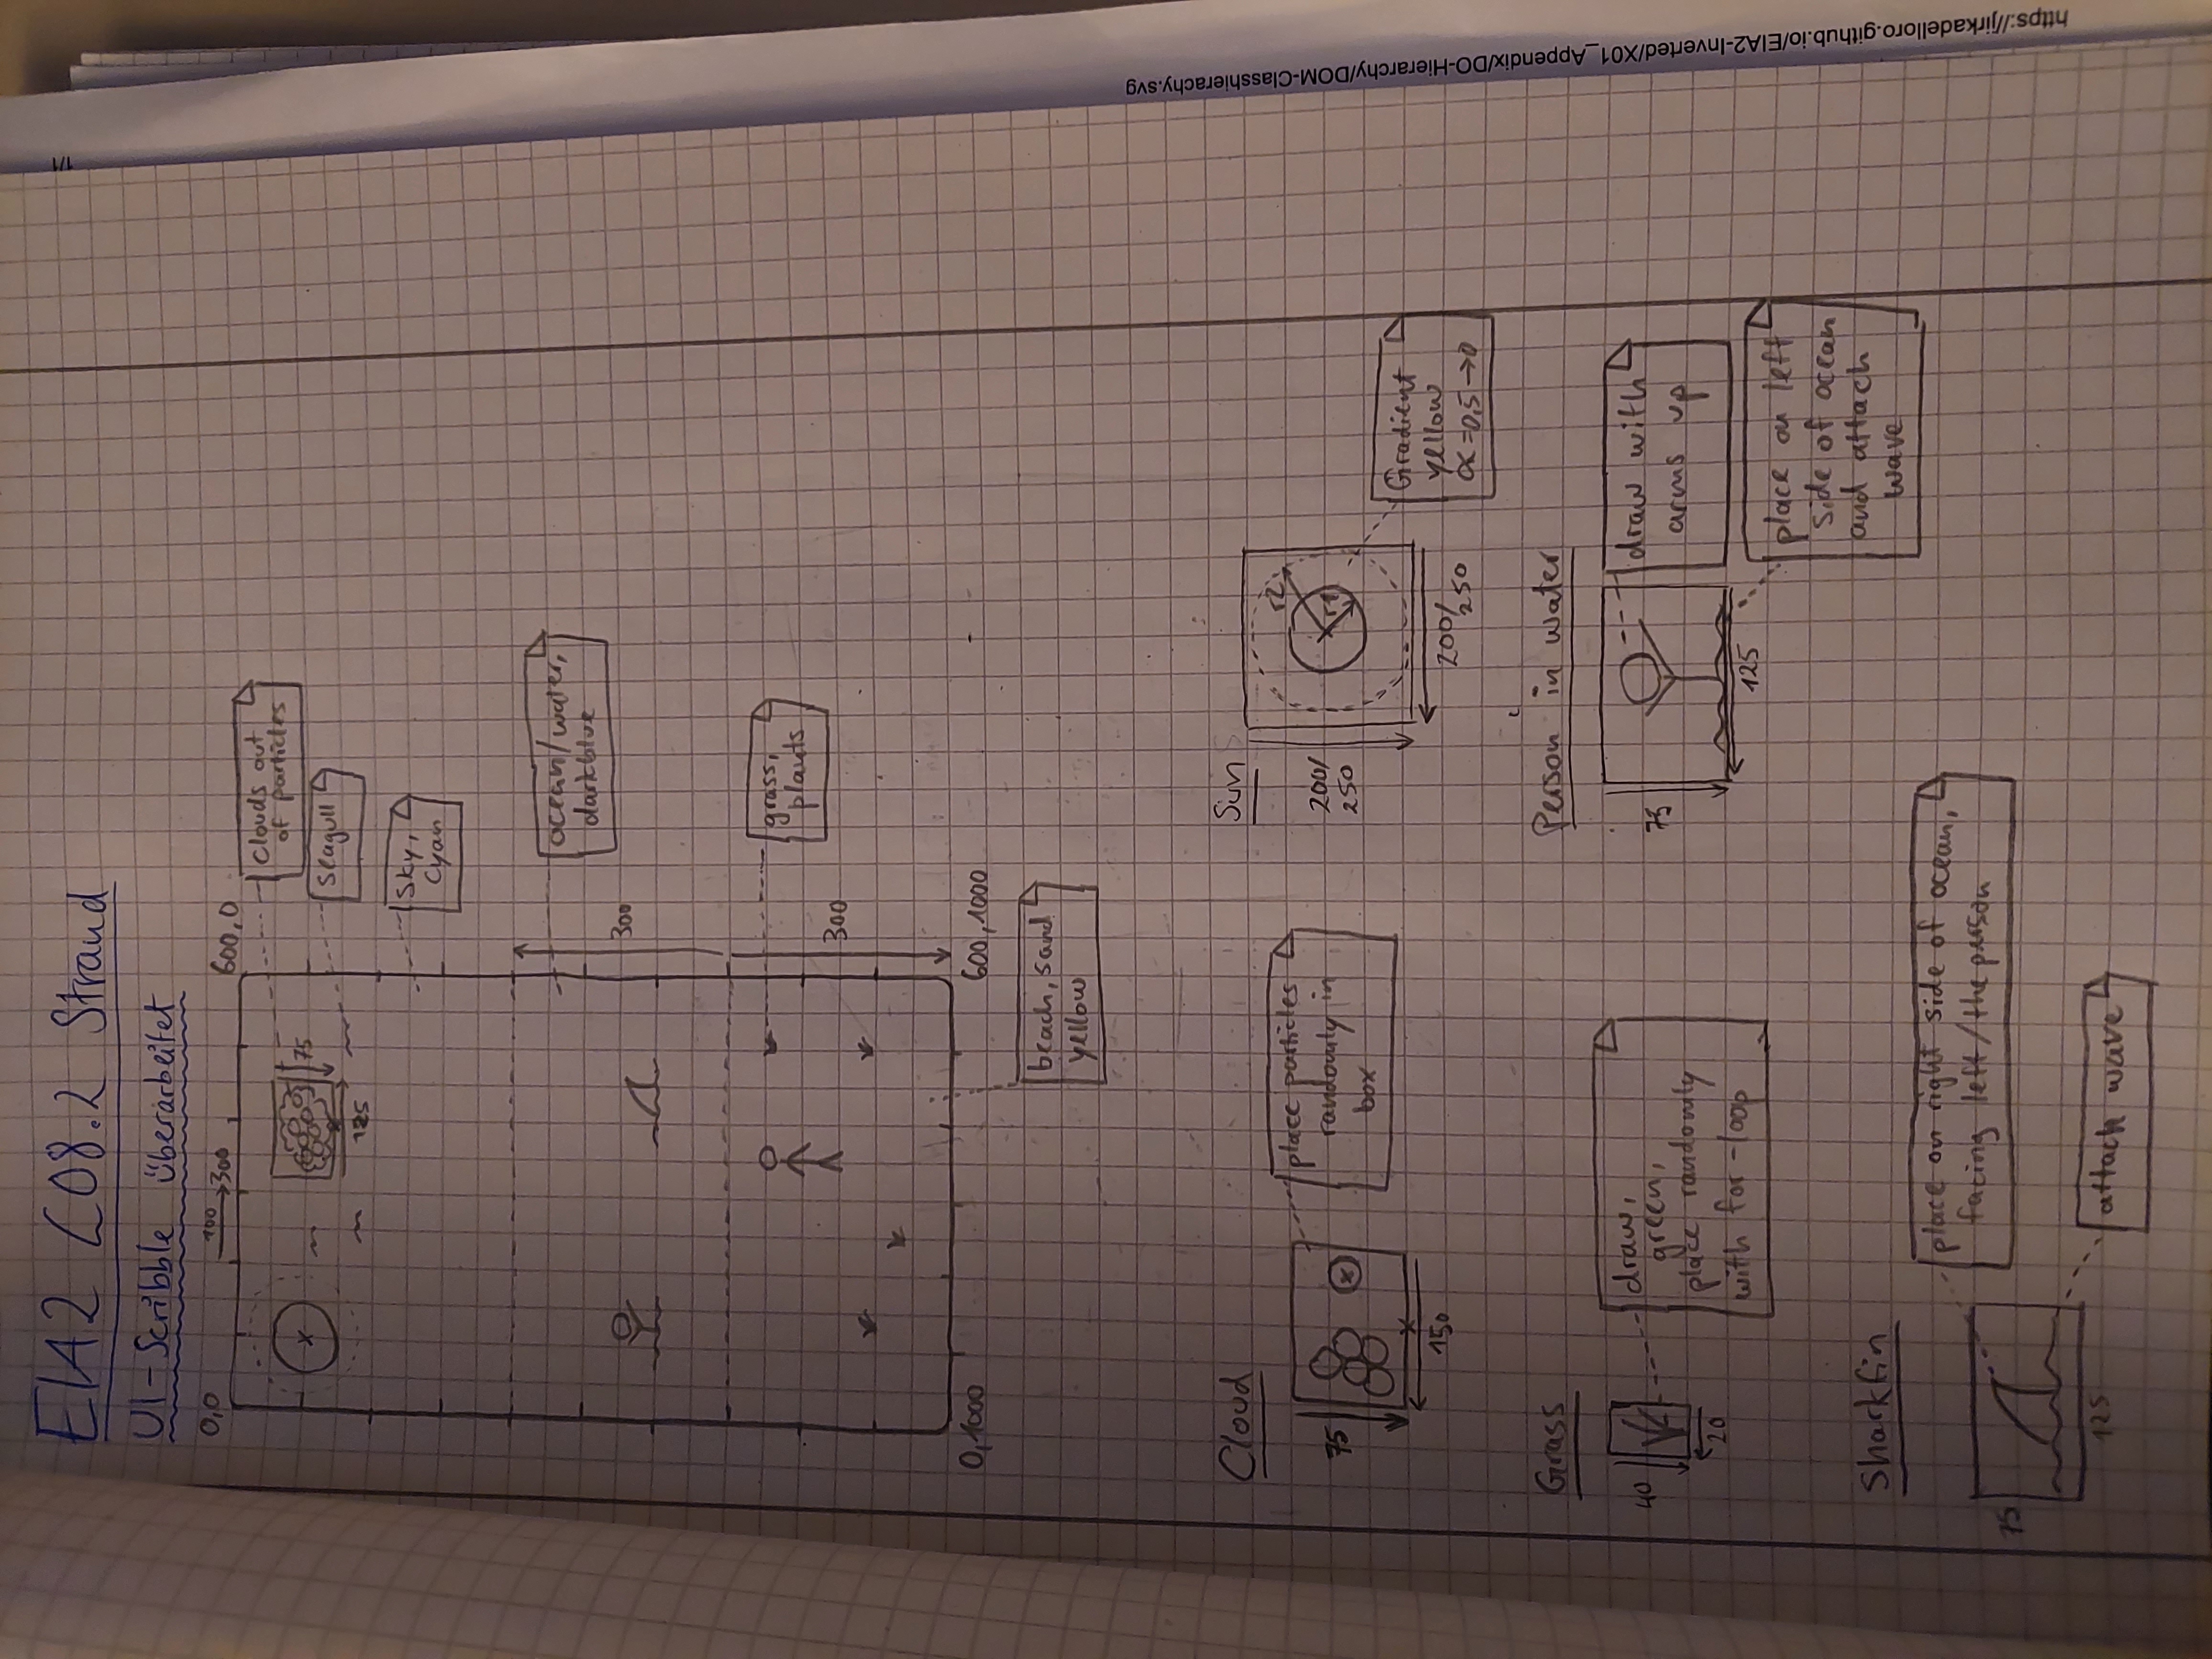 EIA2 L08.2 Strand
UI-Scribble überarbeitet
0,0
100
300
600,0
clouds out
of particles
75
125
seagull
sky,
cyan
ocean/water,
darkblue
300
grass,
plants
300
0,1000
600,1000
beach, sand
yellow
Cloud
75
150
place particles
randomly in
box
Sun
200/
250
r2
r1
200/
250
Gradient
yellow
α=0,5→0
Grass
40
20
draw,
green,
place randomly
with for-loop
Person in water
75
125
draw with
arms up
place on left
side of ocean
and attach
wave
Sharkfin
75
125
place on right side of ocean,
facing left/the person
attach wave
1/1
https://jirkadelloro.github.io/EIA2-Inverted/X01_Appendix/DO-Hierarchy/DOM-Classhierachy.svg